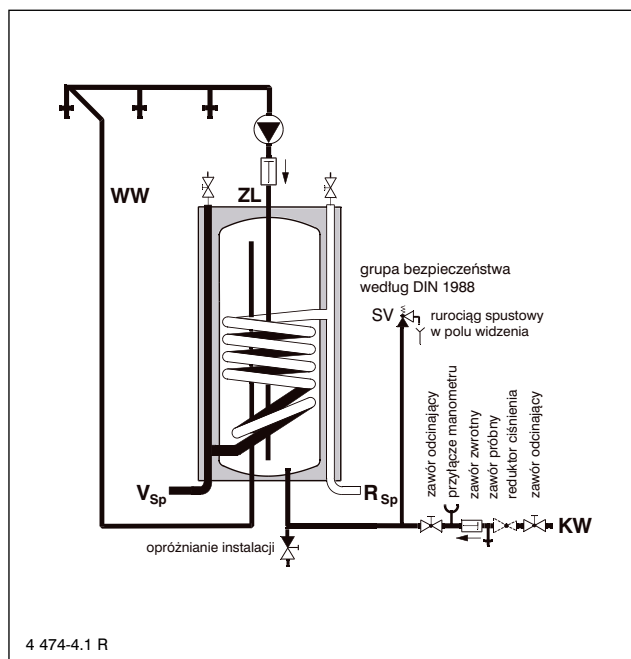 WW
ZL
grupa bezpieczeństwa
według DIN 1988
SV
rurociąg spustowy
w polu widzenia
zawór odcinający
przyłącze manometru
zawór zwrotny
zawór próbny
reduktor ciśnienia
zawór odcinający
VSp
RSp
KW
opróżnianie instalacji
4 474-4.1 R